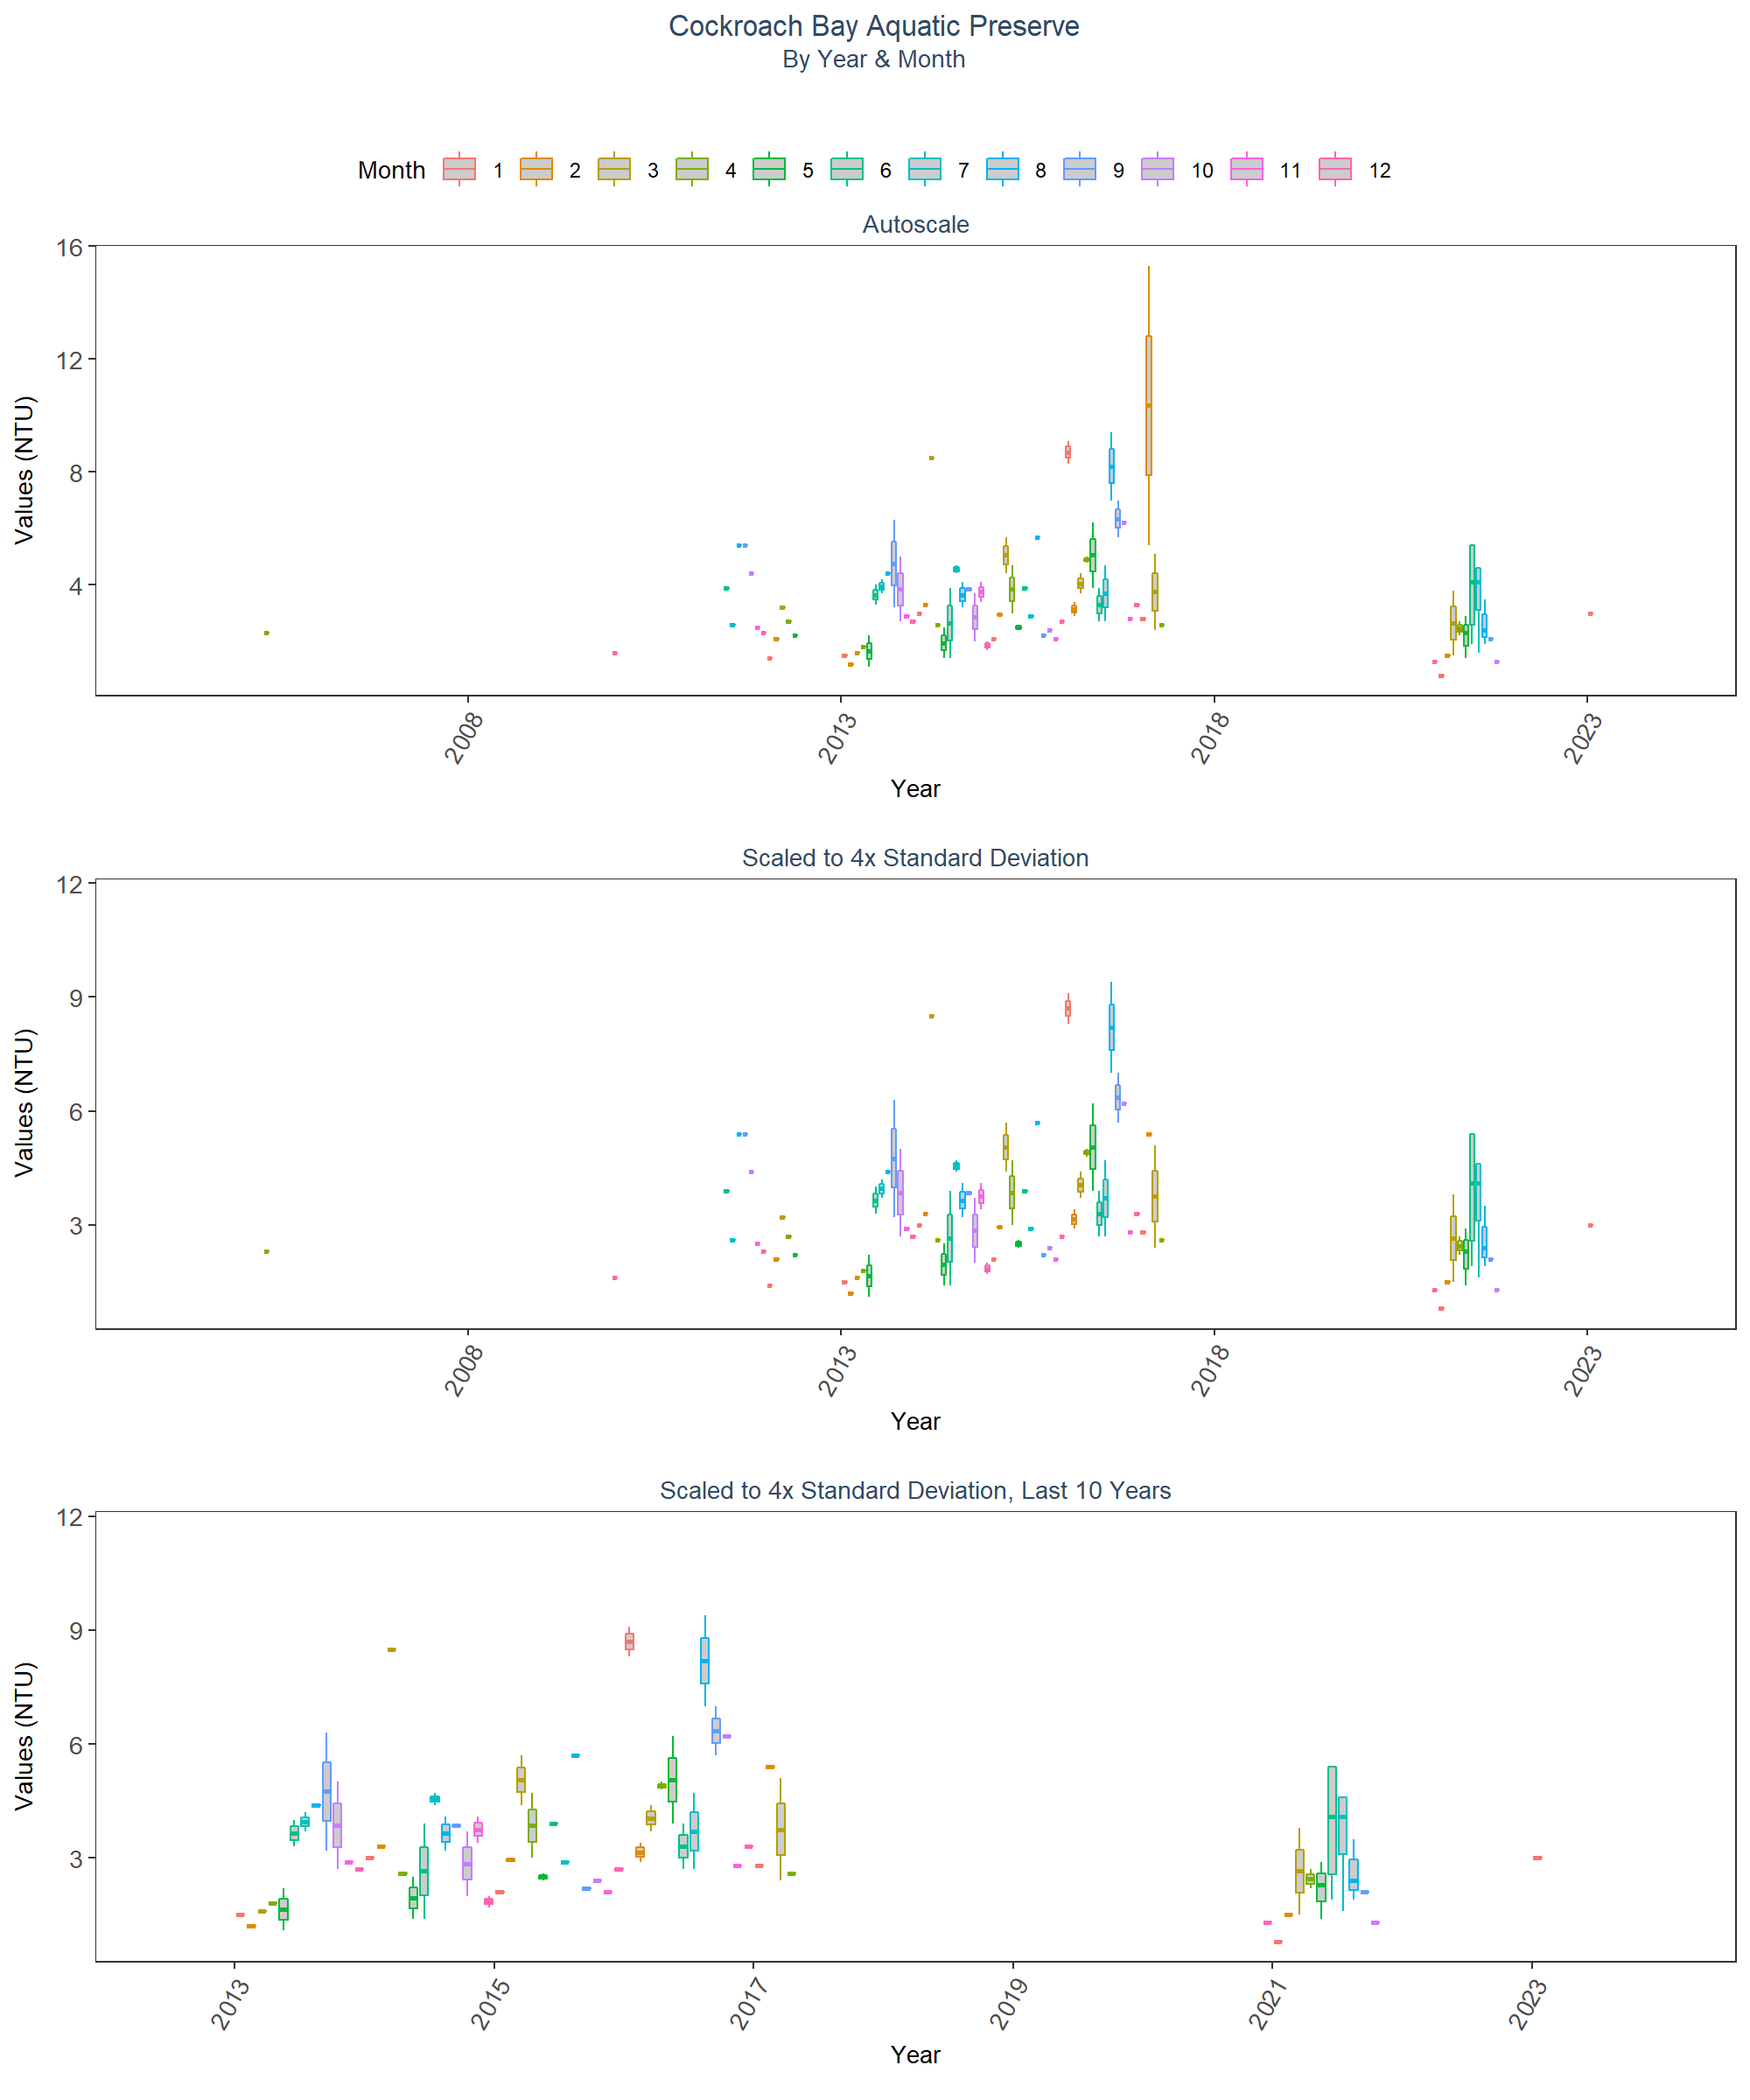 Cockroach Bay Aquatic Preserve
By Year & Month
Month 1 2 3 4 5 6 7 8 9 10 11 12
Autoscale
16
12
8
4
Values (NTU)
2008 2013 2018 2023
Year
Scaled to 4x Standard Deviation
12
9
6
3
Values (NTU)
2008 2013 2018 2023
Year
Scaled to 4x Standard Deviation, Last 10 Years
12
9
6
3
Values (NTU)
2013 2015 2017 2019 2021 2023
Year